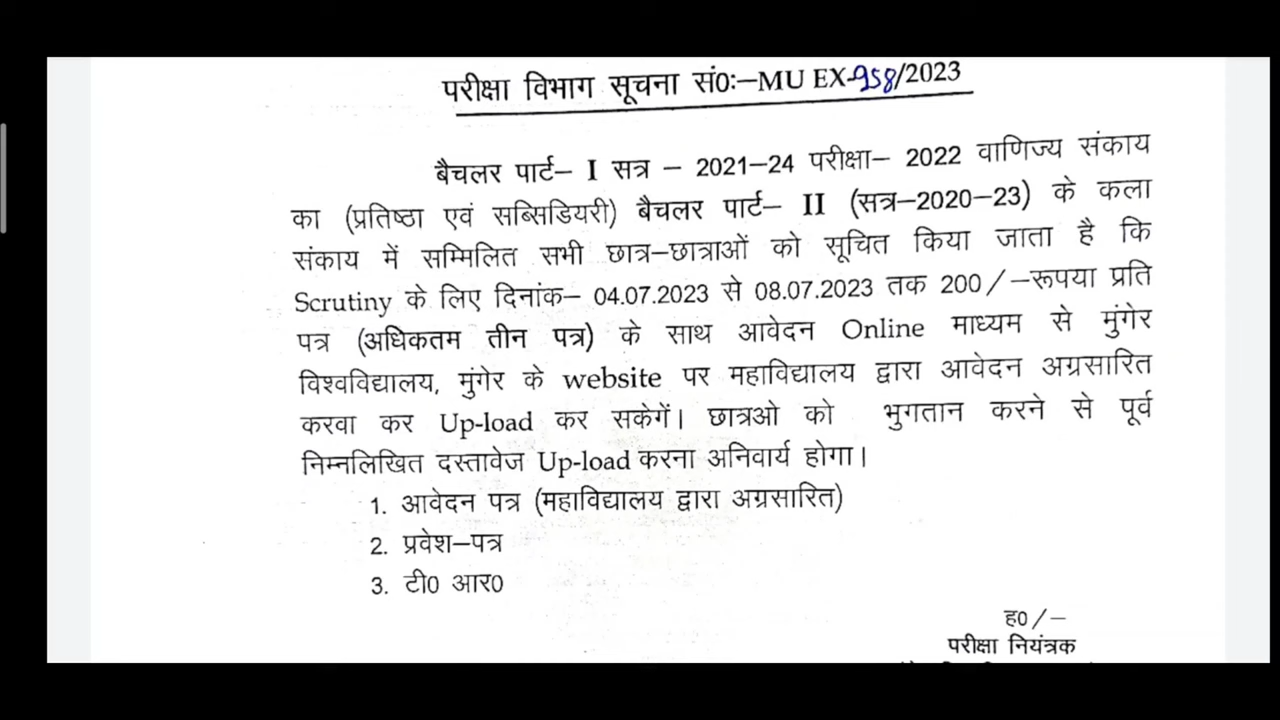 परीक्षा विभाग सूचना सं0:–MU EX-958/2023
बैचलर पार्ट– I सत्र – 2021–24 परीक्षा– 2022 वाणिज्य संकाय
का (प्रतिष्ठा एवं सब्सिडियरी) बैचलर पार्ट– II (सत्र–2020–23) के कला
संकाय में सम्मिलित सभी छात्र–छात्राओं को सूचित किया जाता है कि
Scrutiny के लिए दिनांक– 04.07.2023 से 08.07.2023 तक 200/–रूपया प्रति
पत्र (अधिकतम तीन पत्र) के साथ आवेदन Online माध्यम से मुंगेर
विश्वविद्यालय, मुंगेर के website पर महाविद्यालय द्वारा आवेदन अग्रसारित
करवा कर Up-load कर सकेगें। छात्रओ को भुगतान करने से पूर्व
निम्नलिखित दस्तावेज Up-load करना अनिवार्य होगा।
1. आवेदन पत्र (महाविद्यालय द्वारा अग्रसारित)
2. प्रवेश–पत्र
3. टी0 आर0
ह0/–
परीक्षा नियंत्रक